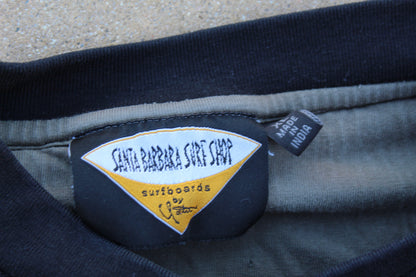 SANTA BARBARA SURF SHOP
surfboards
by
MADE
IN
INDIA